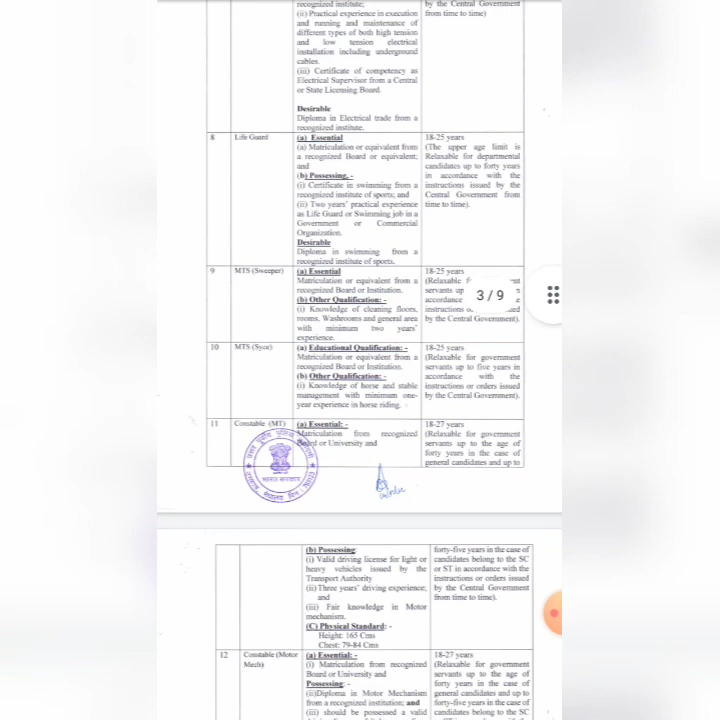 recognized institute;
(ii) Practical experience in execution
and running and maintenance of
different types of both high tension
and low tension electrical
installation including underground
cables.
(iii) Certificate of competency as
Electrical Supervisor from a Central
or State Licensing Board.
Desirable
Diploma in Electrical trade from a
recognized institute.
by the Central Government
from time to time)
8
Life Guard
(a) Essential
(a) Matriculation or equivalent from
a recognized Board or equivalent;
and
(b) Possessing, -
(i) Certificate in swimming from a
recognized institute of sports; and
(ii) Two years' practical experience
as Life Guard or Swimming job in a
Government or Commercial
Organization.
Desirable
Diploma in swimming from a
recognized institute of sports.
18-25 years
(The upper age limit is
Relaxable for departmental
candidates up to forty years
in accordance with the
instructions issued by the
Central Government from
time to time).
9
MTS (Sweeper)
(a) Essential
Matriculation or equivalent from a
recognized Board or Institution.
(b) Other Qualification: -
(i) Knowledge of cleaning floors,
rooms, Washrooms and general area
with minimum two years'
experience.
18-25 years
(Relaxable
servants up
accordance
instructions
by the Central Government).
3 / 9
10
MTS (Syce)
(a) Educational Qualification: -
Matriculation or equivalent from a
recognized Board or Institution.
(b) Other Qualification: -
(i) Knowledge of horse and stable
management with minimum one-
year experience in horse riding.
18-25 years
(Relaxable for government
servants up to five years in
accordance with the
instructions or orders issued
by the Central Government).
11
Constable (MT)
(a) Essential: -
Matriculation from recognized
Board or University and
18-27 years
(Relaxable for government
servants up to the age of
forty years in the case of
general candidates and up to
भारत सरकार
(b) Possessing
(i) Valid driving license for light or
heavy vehicles issued by the
Transport Authority
(ii) Three years' driving experience;
and
(iii) Fair knowledge in Motor
mechanism.
(C) Physical Standard: -
Height: 165 Cms
Chest: 79-84 Cms
forty-five years in the case of
candidates belong to the SC
or ST in accordance with the
instructions or orders issued
by the Central Government
from time to time).
12
Constable (Motor
Mech)
(a) Essential: -
(i) Matriculation from recognized
Board or University and
Possessing: -
(ii)Diploma in Motor Mechanism
from a recognized institution; and
(iii) should be possessed a valid
18-27 years
(Relaxable for government
servants up to the age of
forty years in the case of
general candidates and up to
forty-five years in the case of
candidates belong to the SC